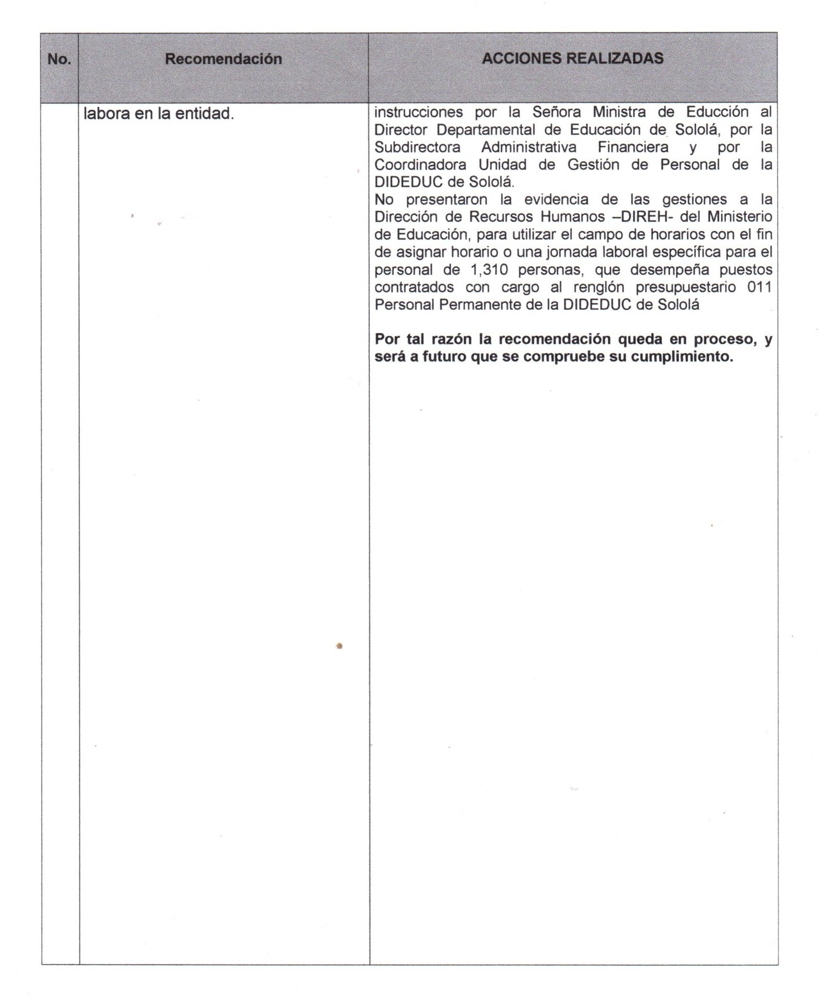 No.
Recomendación
ACCIONES REALIZADAS
labora en la entidad.
instrucciones por la Señora Ministra de Educción al
Director Departamental de Educación de Sololá, por la
Subdirectora Administrativa Financiera y por la
Coordinadora Unidad de Gestión de Personal de la
DIDEDUC de Sololá.
No presentaron la evidencia de las gestiones a la
Dirección de Recursos Humanos –DIREH- del Ministerio
de Educación, para utilizar el campo de horarios con el fin
de asignar horario o una jornada laboral específica para el
personal de 1,310 personas, que desempeña puestos
contratados con cargo al renglón presupuestario 011
Personal Permanente de la DIDEDUC de Sololá
Por tal razón la recomendación queda en proceso, y
será a futuro que se compruebe su cumplimiento.